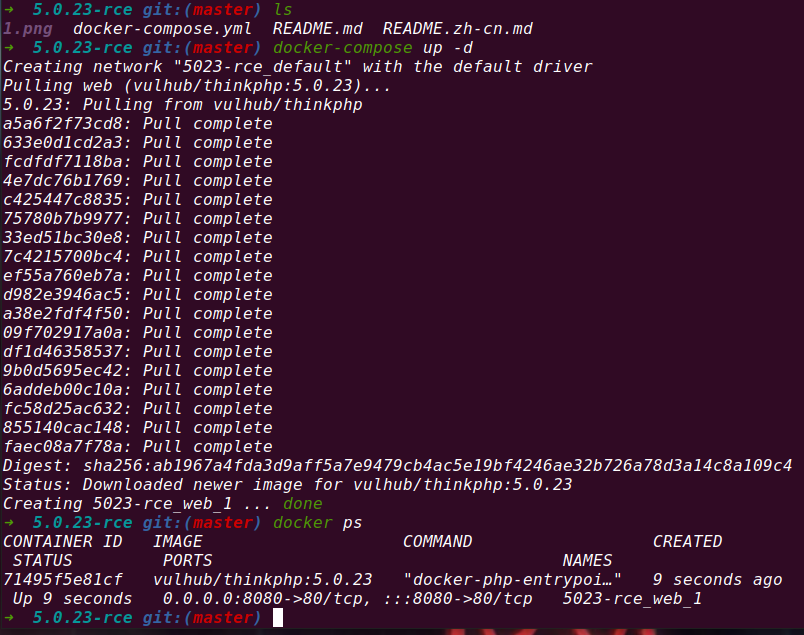 ➜  5.0.23-rce git:(master) ls
1.png  docker-compose.yml  README.md  README.zh-cn.md
➜  5.0.23-rce git:(master) docker-compose up -d
Creating network "5023-rce_default" with the default driver
Pulling web (vulhub/thinkphp:5.0.23)...
5.0.23: Pulling from vulhub/thinkphp
a5a6f2f73cd8: Pull complete
633e0d1cd2a3: Pull complete
fcdfdf7118ba: Pull complete
4e7dc76b1769: Pull complete
c425447c8835: Pull complete
75780b7b9977: Pull complete
33ed51bc30e8: Pull complete
7c4215700bc4: Pull complete
ef55a760eb7a: Pull complete
d982e3946ac5: Pull complete
a38e2fdf4f50: Pull complete
09f702917a0a: Pull complete
df1d46358537: Pull complete
9b0d5695ec42: Pull complete
6addeb00c10a: Pull complete
fc58d25ac632: Pull complete
855140cac148: Pull complete
faec08a7f78a: Pull complete
Digest: sha256:ab1967a4fda3d9aff5a7e9479cb4ac5e19bf4246ae32b726a78d3a14c8a109c4
Status: Downloaded newer image for vulhub/thinkphp:5.0.23
Creating 5023-rce_web_1 ... done
➜  5.0.23-rce git:(master) docker ps
CONTAINER ID   IMAGE                    COMMAND                  CREATED
 STATUS         PORTS                                   NAMES
71495f5e81cf   vulhub/thinkphp:5.0.23   "docker-php-entrypoi…"   9 seconds ago
 Up 9 seconds   0.0.0.0:8080->80/tcp, :::8080->80/tcp   5023-rce_web_1
➜  5.0.23-rce git:(master)